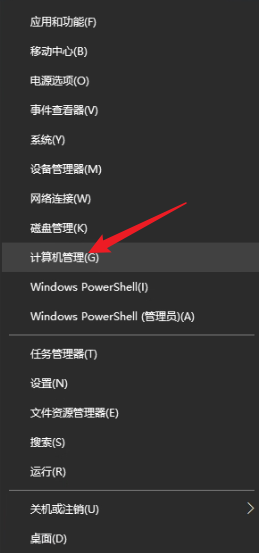 应用和功能(F)
移动中心(B)
电源选项(O)
事件查看器(V)
系统(Y)
设备管理器(M)
网络连接(W)
磁盘管理(K)
计算机管理(G)
Windows PowerShell(I)
Windows PowerShell (管理员)(A)
任务管理器(T)
设置(N)
文件资源管理器(E)
搜索(S)
运行(R)
关机或注销(U)
桌面(D)